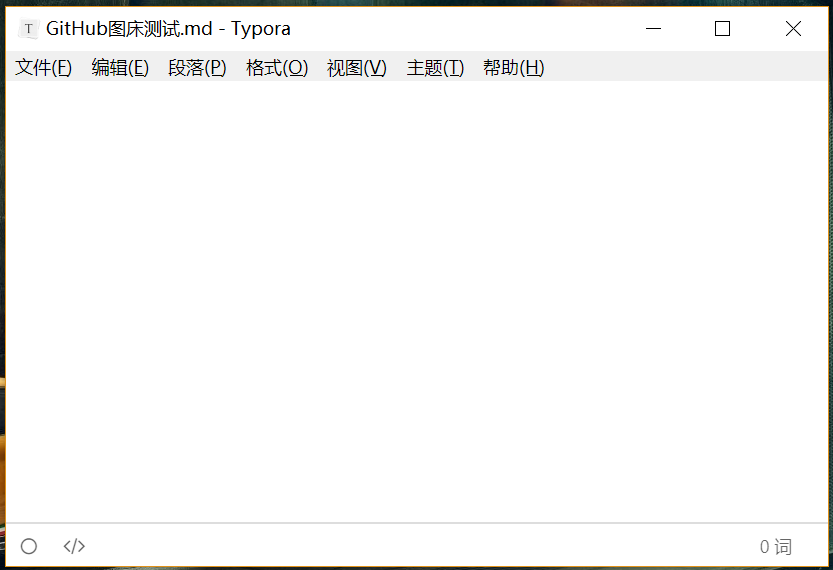 T GitHub图床测试.md - Typora
文件(F) 编辑(E) 段落(P) 格式(O) 视图(V) 主题(T) 帮助(H)
</> 0 词